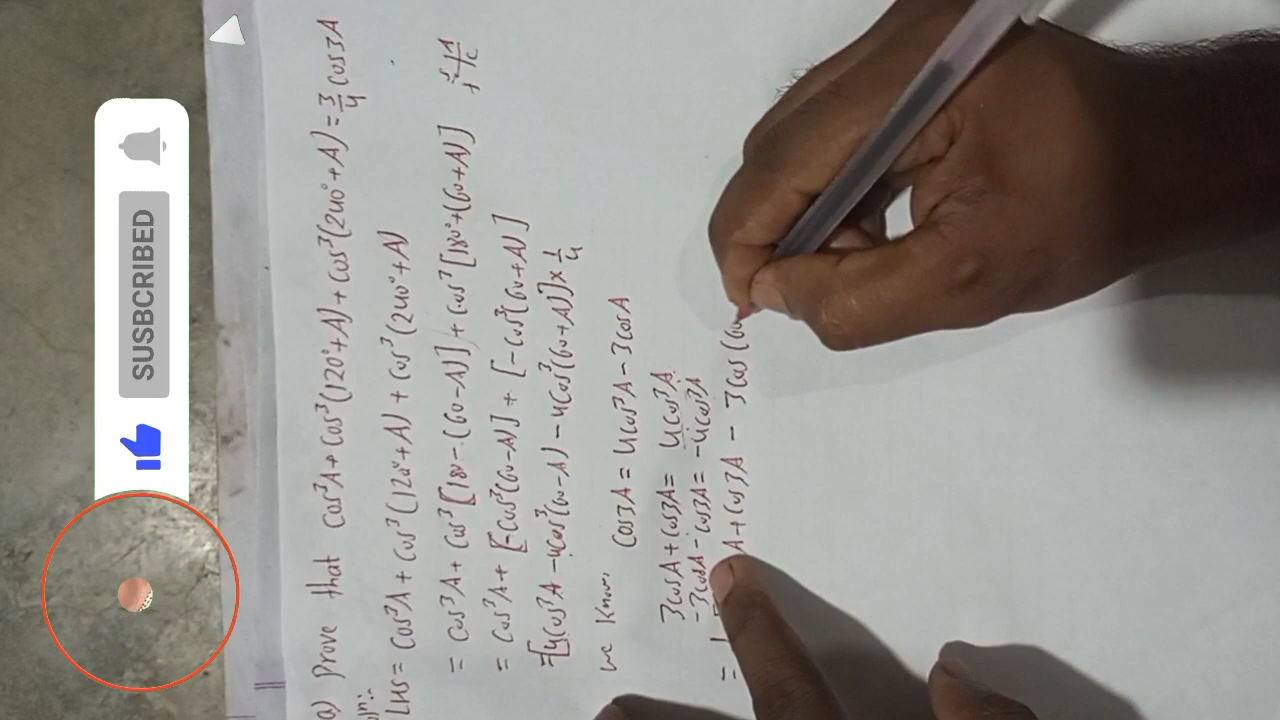 a) Prove that Cos³A + Cos³(120°+A) + Cos³(240°+A) = 3/4 Cos3A
Soln:
LHS = Cos³A + Cos³(120°+A) + Cos³(240°+A)
= Cos³A + Cos³[180-(60-A)] + Cos³[180°+(60+A)]
= Cos³A + [-Cos³(60-A)] + [-Cos³(60+A)]
=[4Cos³A - 4Cos³(60-A) - 4Cos³(60+A)] × 1/4
we know, Cos3A = 4Cos³A - 3CosA
3CosA + Cos3A = 4Cos³A
-3CosA - Cos3A = -4Cos³A
= A + Cos3A - 3Cos(60
SUSBCRIBED